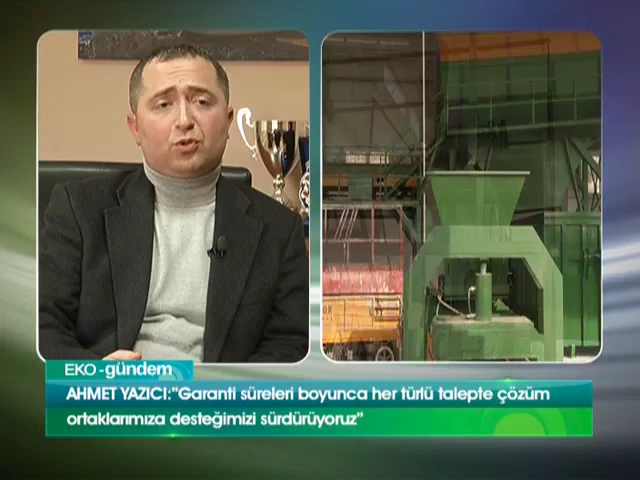 EKO-gündem
AHMET YAZICI:"Garanti süreleri boyunca her türlü talepte çözüm
ortaklarımıza desteğimizi sürdürüyoruz"